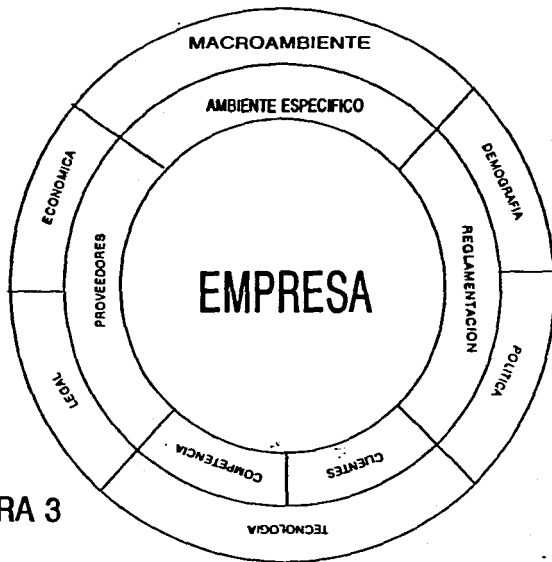 MACROAMBIENTE
AMBIENTE ESPECIFICO
ECONOMICA
DEMOGRAFIA
PROVEEDORES
REGLAMENTACION
EMPRESA
LEGAL
POLITICA
COMPETENCIA
CLIENTES
TECNOLOGIA
RA 3